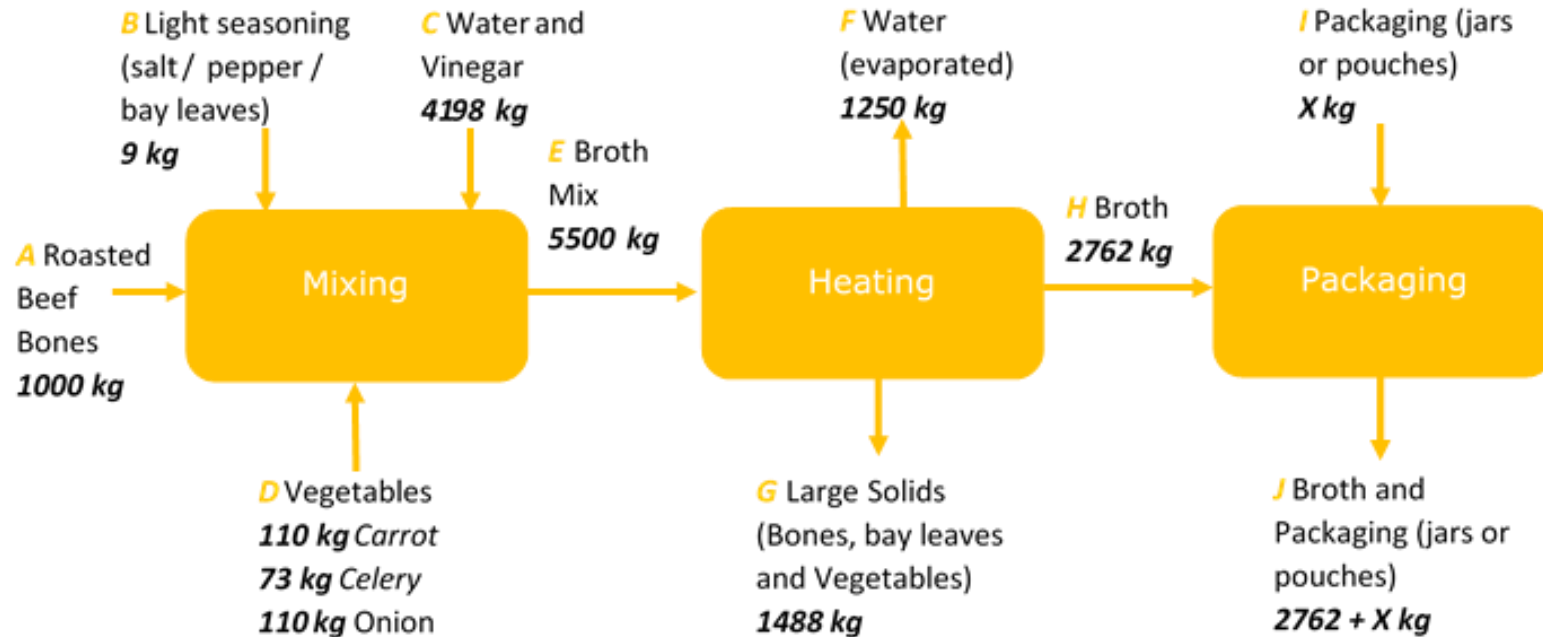 B Light seasoning
(salt / pepper /
bay leaves)
9 kg
C Water and
Vinegar
4198 kg
F Water
(evaporated)
1250 kg
I Packaging (jars
or pouches)
X kg
E Broth
Mix
5500 kg
H Broth
2762 kg
A Roasted
Beef
Bones
1000 kg
Mixing
Heating
Packaging
D Vegetables
110 kg Carrot
73 kg Celery
110 kg Onion
G Large Solids
(Bones, bay leaves
and Vegetables)
1488 kg
J Broth and
Packaging (jars or
pouches)
2762 + X kg